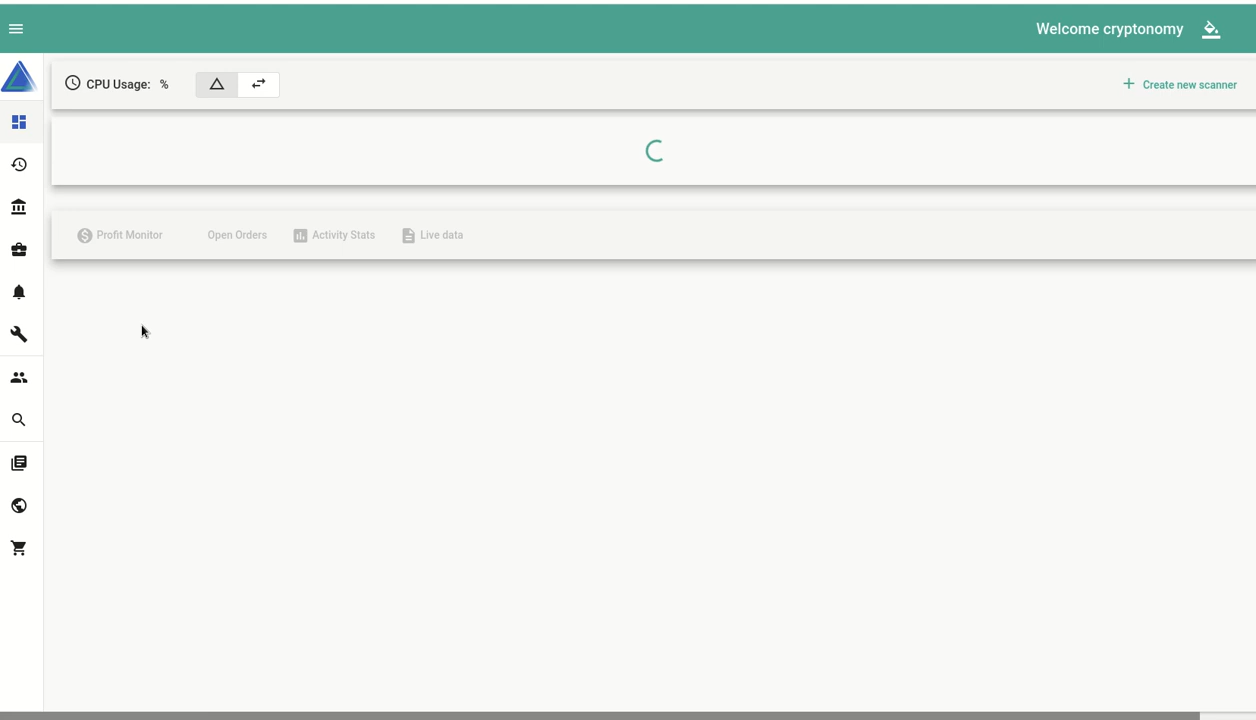 Welcome cryptonomy
CPU Usage: %
Create new scanner
Profit Monitor Open Orders Activity Stats Live data